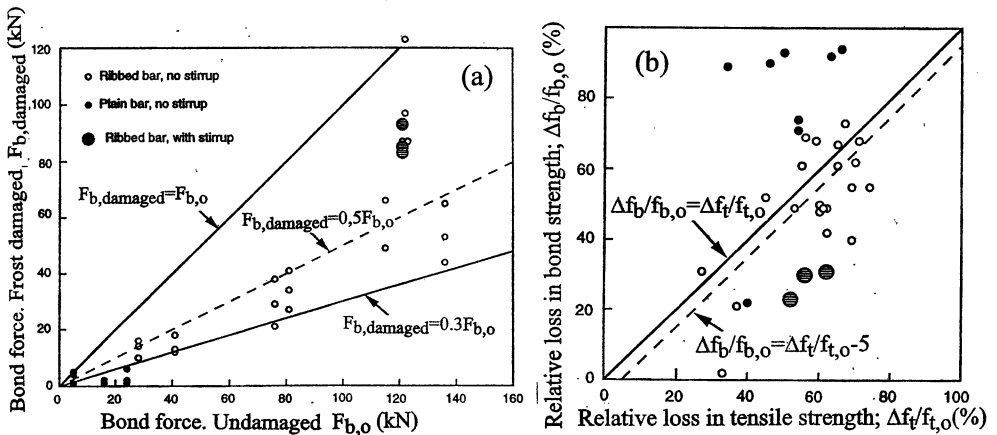 Bond force. Frost damaged, F_b,damaged (kN)
(a)
Ribbed bar, no stirrup
Plain bar, no stirrup
Ribbed bar, with stirrup
F_b,damaged=F_b,o
F_b,damaged=0,5F_b,o
F_b,damaged=0.3F_b,o
120
100
80
60
40
20
0
0 20 40 60 80 100 120 140 160
Bond force. Undamaged F_b,o (kN)
Relative loss in bond strength; Δf_b/f_b,o (%)
(b)
Δf_b/f_b,o=Δf_t/f_t,o
Δf_b/f_b,o=Δf_t/f_t,o-5
80
60
40
20
0
0 20 40 60 80 100
Relative loss in tensile strength; Δf_t/f_t,o(%)